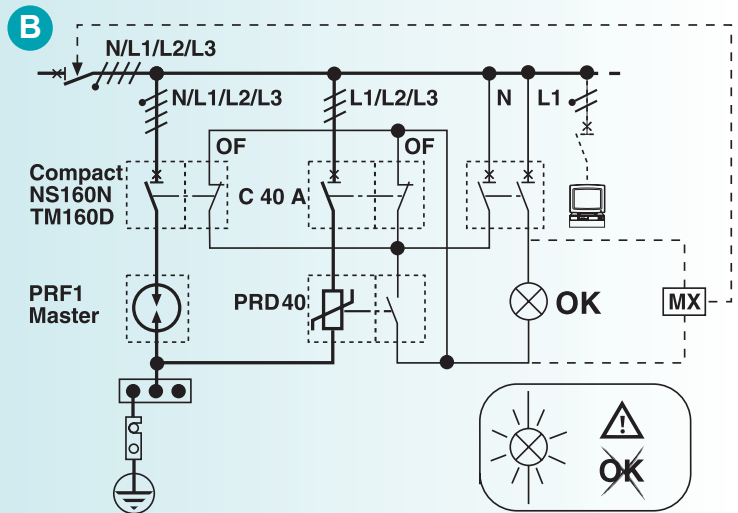 B
N/L1/L2/L3
N/L1/L2/L3
L1/L2/L3
N
L1
OF
OF
Compact
NS160N
TM160D
C 40 A
PRF1
Master
PRD40
OK
MX
!
OK